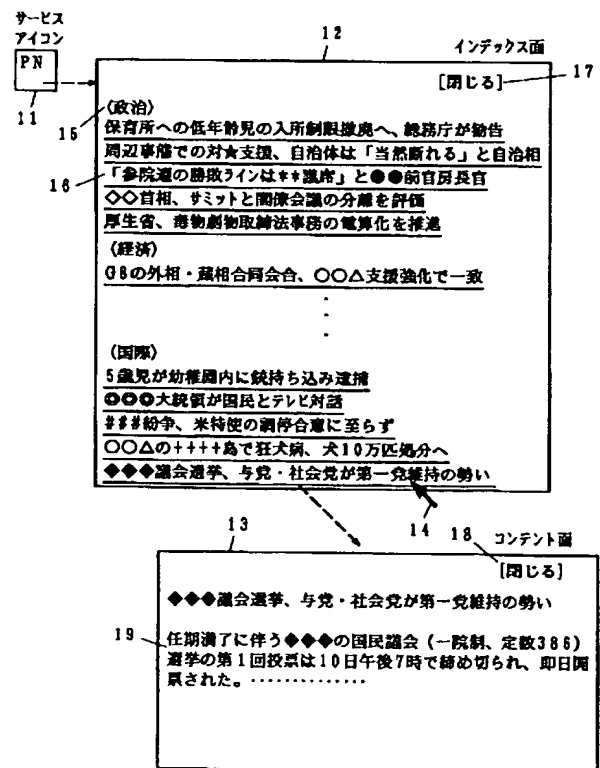 サービス
アイコン
PN
11
12
インデックス面
[閉じる]
17
15
〈政治〉
保育所への低年齢児の入所制限撤廃へ、総務庁が勧告
周辺事態での対★支援、自治体は「当然断れる」と自治相
16
「参院選の勝敗ラインは**議席」と●●前官房長官
◇◇首相、サミットと閣僚会議の分離を評価
厚生省、毒物劇物取締法事務の電算化を推進
〈経済〉
G8の外相・蔵相合同会合、○○△支援強化で一致
・
・
・
〈国際〉
5歳児が幼稚園内に銃持ち込み逮捕
◎◎◎大統領が国民とテレビ対話
###紛争、米特使の調停合意に至らず
○○△の++++島で狂犬病、犬10万匹処分へ
◆◆◆議会選挙、与党・社会党が第一党維持の勢い
14
13
18
コンテント面
[閉じる]
◆◆◆議会選挙、与党・社会党が第一党維持の勢い
19
任期満了に伴う◆◆◆の国民議会（一院制、定数386）
選挙の第1回投票は10日午後7時で締め切られ、即日開
票された。‥‥‥‥‥‥‥